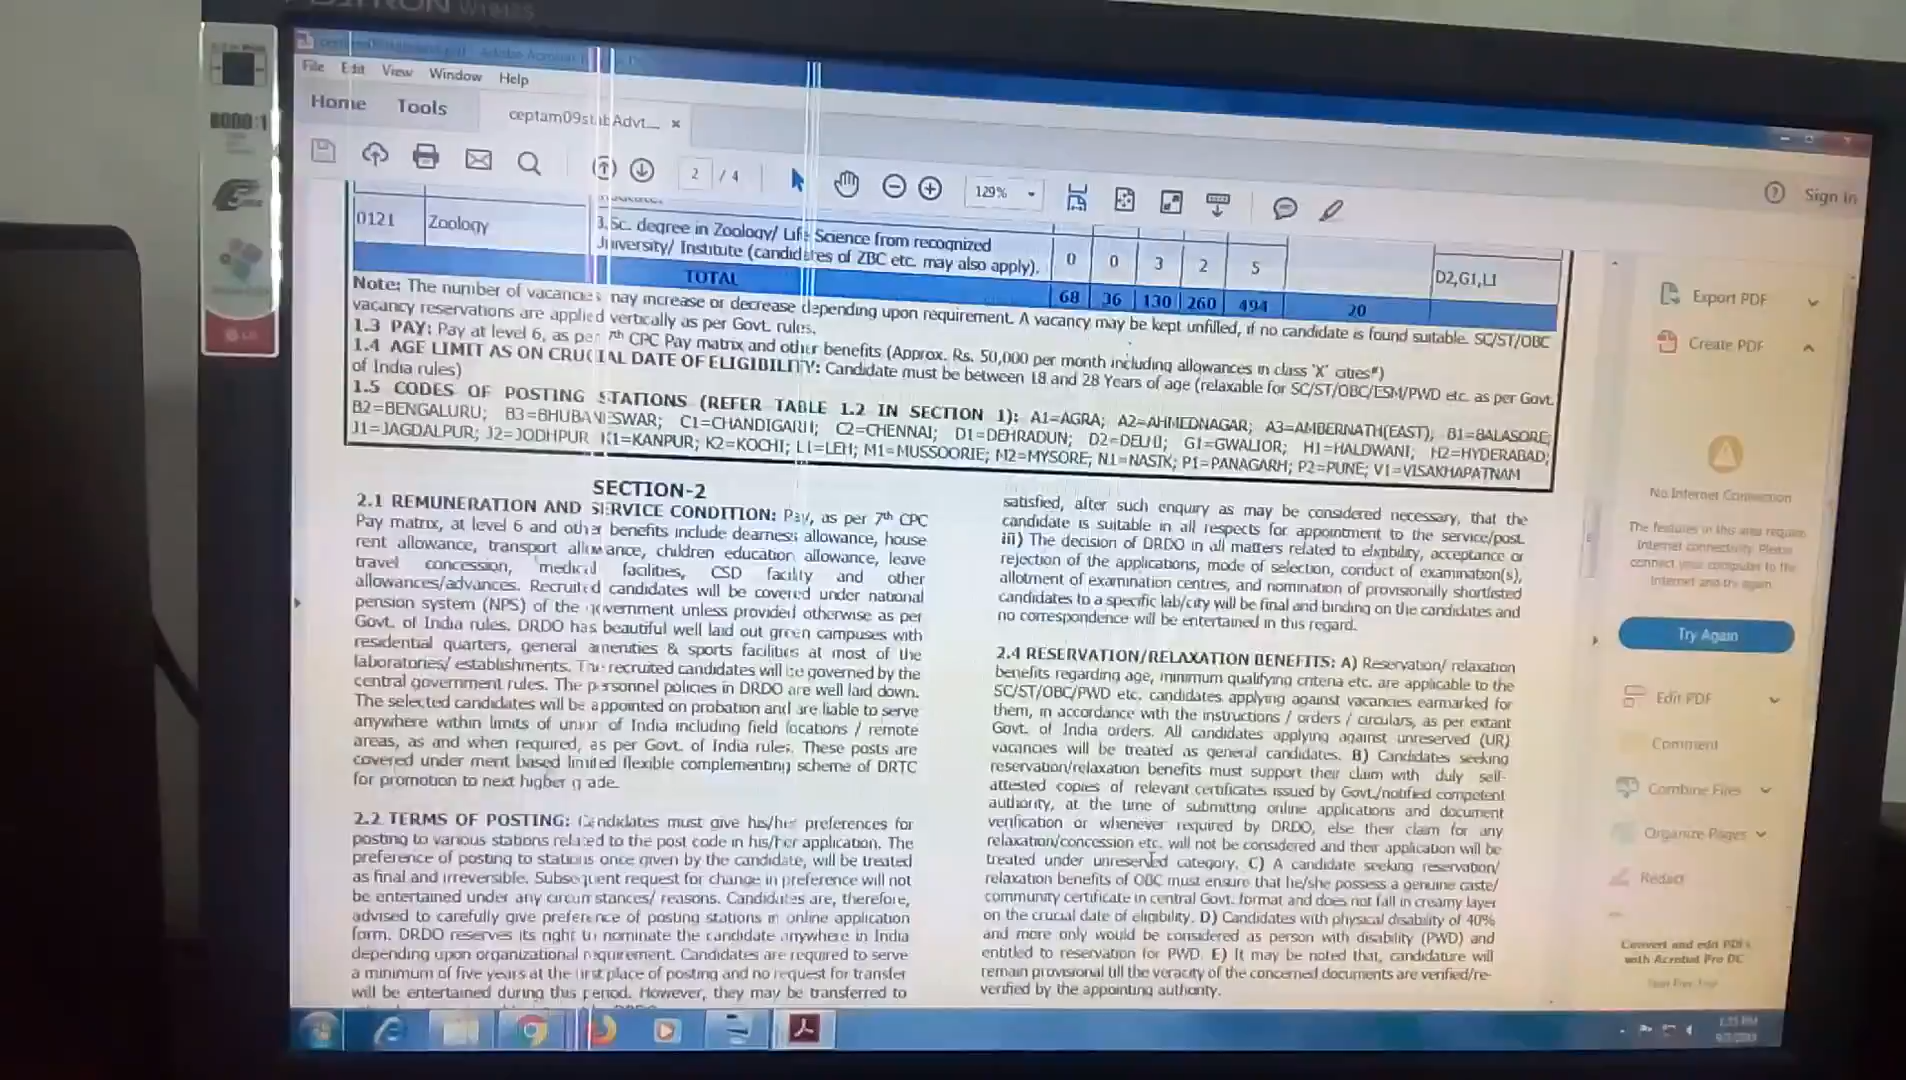 File Edit View Window Help
Home Tools ceptam09stabAdvt... ×
2 / 4 129% Sign In
0121 Zoology
Sc. degree in Zoology/ Life Science from recognized
University/ Institute (candidates of ZBC etc. may also apply).
0 0 3 2 5 D2,G1,L1
TOTAL 68 36 130 260 494 20
Note: The number of vacancies may increase or decrease depending upon requirement. A vacancy may be kept unfilled, if no candidate is found suitable. SC/ST/OBC
vacancy reservations are applied vertically as per Govt. rules.
1.3 PAY: Pay at level 6, as per 7th CPC Pay matrix and other benefits (Approx. Rs. 50,000 per month including allowances in class 'X' cities#)
1.4 AGE LIMIT AS ON CRUCIAL DATE OF ELIGIBILITY: Candidate must be between 18 and 28 Years of age (relaxable for SC/ST/OBC/ESM/PWD etc. as per Govt.
of India rules)
1.5 CODES OF POSTING STATIONS (REFER TABLE 1.2 IN SECTION 1): A1=AGRA; A2=AHMEDNAGAR; A3=AMBERNATH(EAST); B1=BALASORE;
B2=BENGALURU; B3=BHUBANESWAR; C1=CHANDIGARH; C2=CHENNAI; D1=DEHRADUN; D2=DELHI; G1=GWALIOR; H1=HALDWANI; H2=HYDERABAD;
J1=JAGDALPUR; J2=JODHPUR K1=KANPUR; K2=KOCHI; L1=LEH; M1=MUSSOORIE; M2=MYSORE; N1=NASIK; P1=PANAGARH; P2=PUNE; V1=VISAKHAPATNAM
SECTION-2
2.1 REMUNERATION AND SERVICE CONDITION: Pay, as per 7th CPC
Pay matrix, at level 6 and other benefits include dearness allowance, house
rent allowance, transport allowance, children education allowance, leave
travel concession, medical facilities, CSD facility and other
allowances/advances. Recruited candidates will be covered under national
pension system (NPS) of the government unless provided otherwise as per
Govt. of India rules. DRDO has beautiful well laid out green campuses with
residential quarters, general amenities & sports facilities at most of the
laboratories/ establishments. The recruited candidates will be governed by the
central government rules. The personnel policies in DRDO are well laid down.
The selected candidates will be appointed on probation and are liable to serve
anywhere within limits of union of India including field locations / remote
areas, as and when required, as per Govt. of India rules. These posts are
covered under merit based limited flexible complementing scheme of DRTC
for promotion to next higher grade.
2.2 TERMS OF POSTING: Candidates must give his/her preferences for
posting to various stations related to the post code in his/her application. The
preference of posting to stations once given by the candidate, will be treated
as final and irreversible. Subsequent request for change in preference will not
be entertained under any circumstances/ reasons. Candidates are, therefore,
advised to carefully give preference of posting stations in online application
form. DRDO reserves its right to nominate the candidate anywhere in India
depending upon organizational requirement. Candidates are required to serve
a minimum of five years at the first place of posting and no request for transfer
will be entertained during this period. However, they may be transferred to
satisfied, after such enquiry as may be considered necessary, that the
candidate is suitable in all respects for appointment to the service/post.
iii) The decision of DRDO in all matters related to eligibility, acceptance or
rejection of the applications, mode of selection, conduct of examination(s),
allotment of examination centres, and nomination of provisionally shortlisted
candidates to a specific lab/city will be final and binding on the candidates and
no correspondence will be entertained in this regard.
2.4 RESERVATION/RELAXATION BENEFITS: A) Reservation/ relaxation
benefits regarding age, minimum qualifying criteria etc. are applicable to the
SC/ST/OBC/PWD etc. candidates applying against vacancies earmarked for
them, in accordance with the instructions / orders / circulars, as per extant
Govt. of India orders. All candidates applying against unreserved (UR)
vacancies will be treated as general candidates. B) Candidates seeking
reservation/relaxation benefits must support their claim with duly self-
attested copies of relevant certificates issued by Govt./notified competent
authority, at the time of submitting online applications and document
verification or whenever required by DRDO, else their claim for any
relaxation/concession etc. will not be considered and their application will be
treated under unreserved category. C) A candidate seeking reservation/
relaxation benefits of OBC must ensure that he/she possess a genuine caste/
community certificate in central Govt. format and does not fall in creamy layer
on the crucial date of eligibility. D) Candidates with physical disability of 40%
and more only would be considered as person with disability (PWD) and
entitled to reservation for PWD. E) It may be noted that, candidature will
remain provisional till the veracity of the concerned documents are verified/re-
verified by the appointing authority.
Export PDF
Create PDF
No Internet Connection
The features in this area require
Internet connectivity. Please
connect your computer to the
Internet and try again.
Try Again
Edit PDF
Comment
Combine Files
Organize Pages
Redact
Convert and edit PDFs
with Acrobat Pro DC